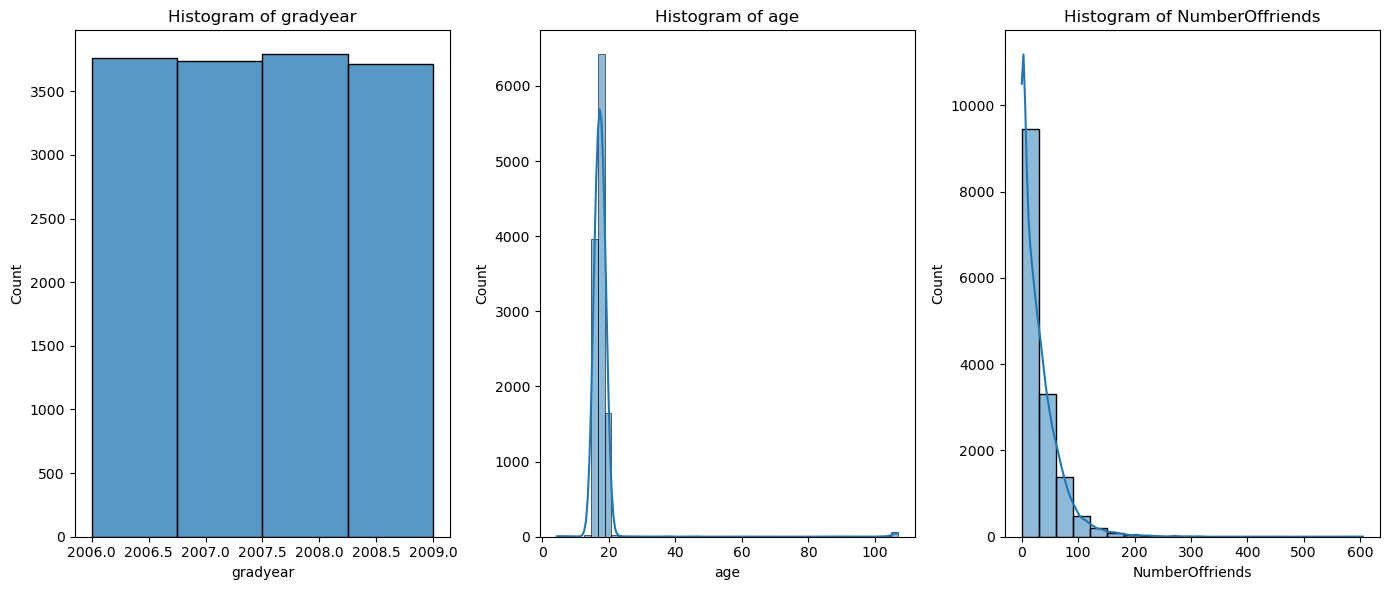 Histogram of gradyear
3500
3000
2500
2000
1500
1000
500
0
Count
2006.0 2006.5 2007.0 2007.5 2008.0 2008.5 2009.0
gradyear
Histogram of age
6000
5000
4000
3000
2000
1000
0
Count
0 20 40 60 80 100
age
Histogram of NumberOffriends
10000
8000
6000
4000
2000
0
Count
0 100 200 300 400 500 600
NumberOffriends